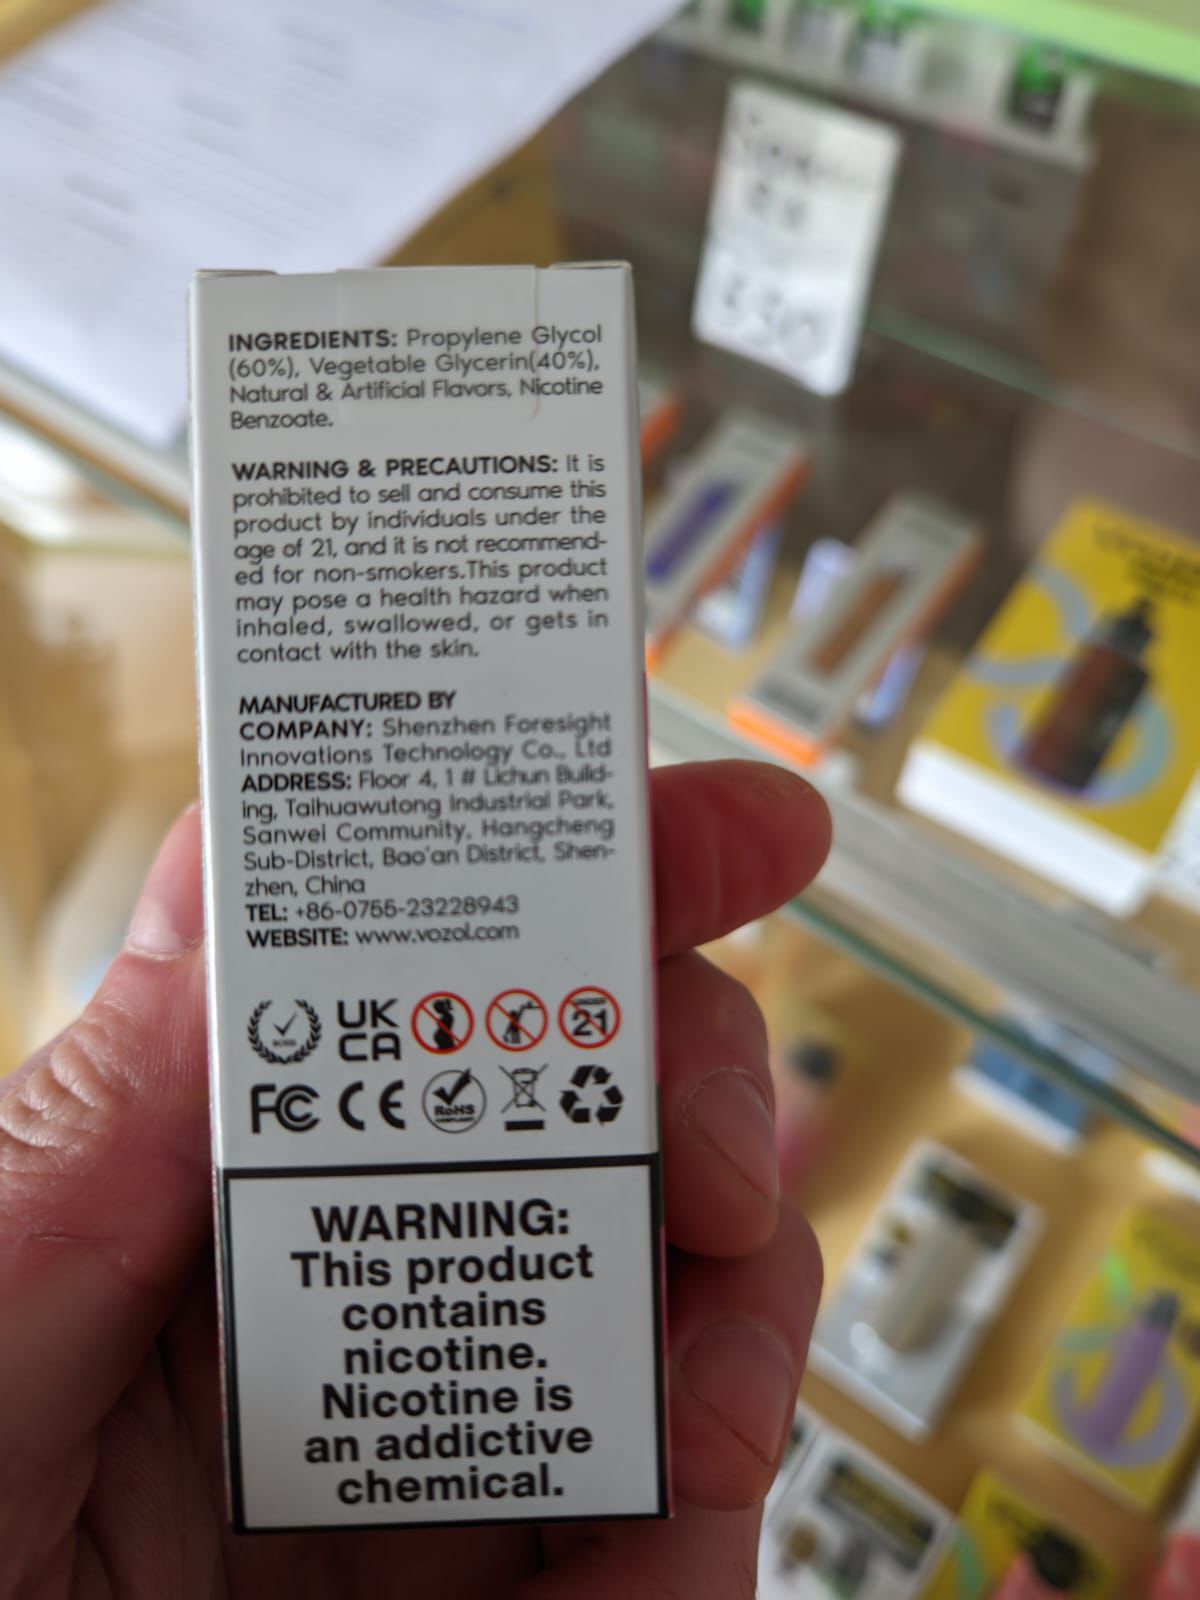 INGREDIENTS: Propylene Glycol
(60%), Vegetable Glycerin(40%),
Natural & Artificial Flavors, Nicotine
Benzoate.
WARNING & PRECAUTIONS: It is
prohibited to sell and consume this
product by individuals under the
age of 21, and it is not recommend-
ed for non-smokers.This product
may pose a health hazard when
inhaled, swallowed, or gets in
contact with the skin.
MANUFACTURED BY
COMPANY: Shenzhen Foresight
Innovations Technology Co., Ltd
ADDRESS: Floor 4, 1 # Lichun Build-
ing, Taihuawutong Industrial Park,
Sanwei Community, Hangcheng
Sub-District, Bao'an District, Shen-
zhen, China
TEL: +86-0755-23228943
WEBSITE: www.vozol.com
UK
CA
UNDER
21
FC CE RoHS
WARNING:
This product
contains
nicotine.
Nicotine is
an addictive
chemical.